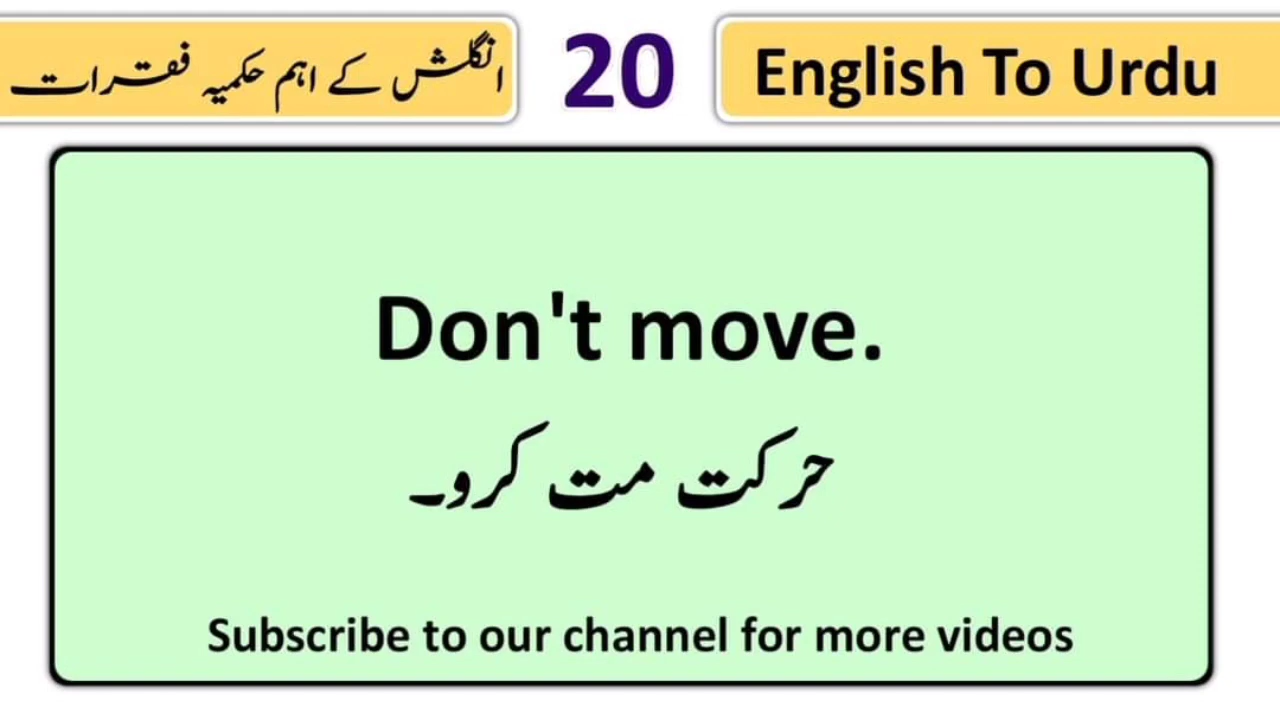 انگلش کے اہم حکمیہ فقرات
20
English To Urdu
Don't move.
حرکت مت کرو۔
Subscribe to our channel for more videos